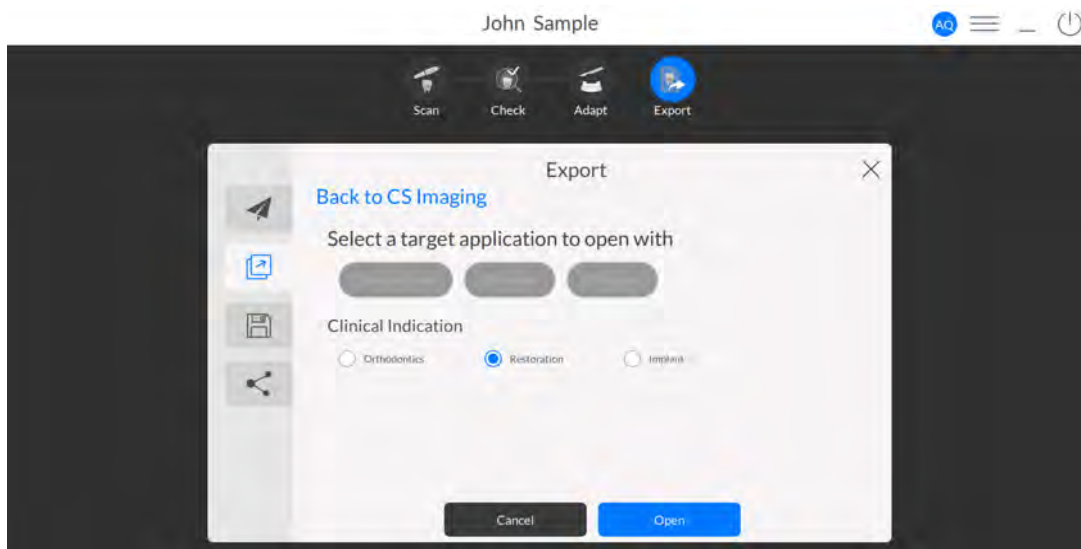 John Sample
AQ
Scan Check Adapt Export
Export
Back to CS Imaging
Select a target application to open with
Clinical Indication
Orthodontics Restoration Implant
Cancel Open